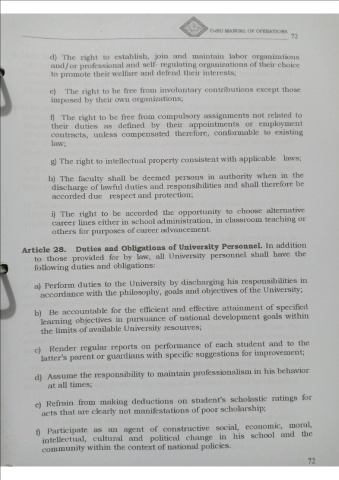 CvSU MANUAL OF OPERATIONS
72
d) The right to establish, join and maintain labor organizations
and/or professional and self- regulating organizations of their choice
to promote their welfare and defend their interests;
e) The right to be free from involuntary contributions except those
imposed by their own organizations;
f) The right to be free from compulsory assignments not related to
their duties as defined by their appointments or employment
contracts, unless compensated therefore, conformable to existing
law;
g) The right to intellectual property consistent with applicable laws;
h) The faculty shall be deemed persons in authority when in the
discharge of lawful duties and responsibilities and shall therefore be
accorded due respect and protection;
i) The right to be accorded the opportunity to choose alternative
career lines either in school administration, in classroom teaching or
others for purposes of career advancement.
Article 28. Duties and Obligations of University Personnel. In addition
to those provided for by law, all University personnel shall have the
following duties and obligations:
a) Perform duties to the University by discharging his responsibilities in
accordance with the philosophy, goals and objectives of the University;
b) Be accountable for the efficient and effective attainment of specified
learning objectives in pursuance of national development goals within
the limits of available University resources;
c) Render regular reports on performance of each student and to the
latter's parent or guardians with specific suggestions for improvement;
d) Assume the responsibility to maintain professionalism in his behavior
at all times;
e) Refrain from making deductions on student's scholastic ratings for
acts that are clearly not manifestations of poor scholarship;
f) Participate as an agent of constructive social, economic, moral,
intellectual, cultural and political change in his school and the
community within the context of national policies.
72